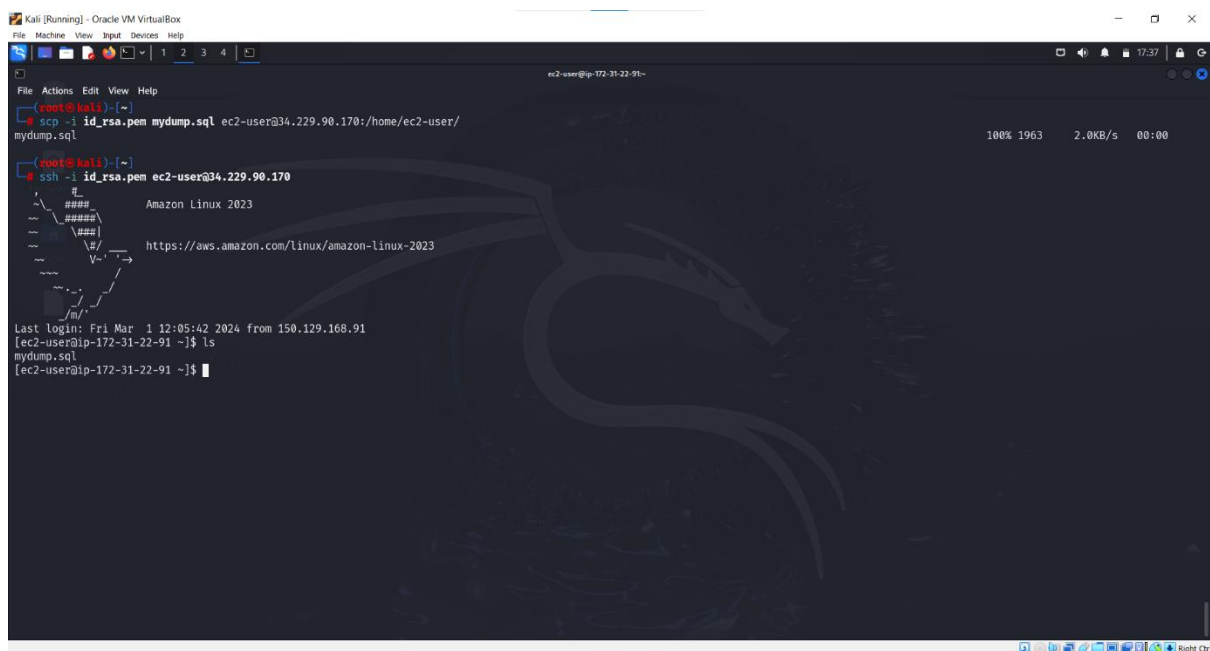 Kali [Running] - Oracle VM VirtualBox
File Machine View Input Devices Help
1 2 3 4
17:37
ec2-user@ip-172-31-22-91:~
File Actions Edit View Help
┌──(root㉿kali)-[~]
└─# scp -i id_rsa.pem mydump.sql ec2-user@34.229.90.170:/home/ec2-user/
mydump.sql 100% 1963 2.0KB/s 00:00
┌──(root㉿kali)-[~]
└─# ssh -i id_rsa.pem ec2-user@34.229.90.170
   ,     #_
   ~\_  ####_        Amazon Linux 2023
  ~~  \_#####\
  ~~     \###|
  ~~       \#/ ___   https://aws.amazon.com/linux/amazon-linux-2023
   ~~       V~' '->
    ~~~         /
      ~~._.   _/
         _/ _/
       _/m/'
Last login: Fri Mar  1 12:05:42 2024 from 150.129.168.91
[ec2-user@ip-172-31-22-91 ~]$ ls
mydump.sql
[ec2-user@ip-172-31-22-91 ~]$
Right Ctr